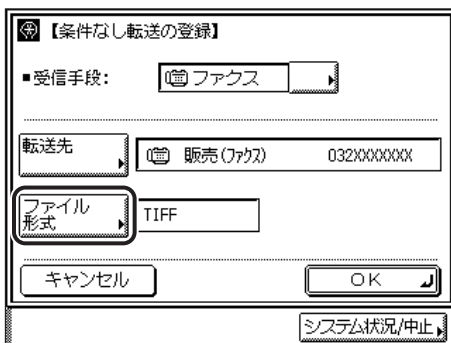 【条件なし転送の登録】
■受信手段: ファクス
転送先 販売(ファクス) 032XXXXXXX
ファイル
形式 TIFF
キャンセル OK
システム状況/中止